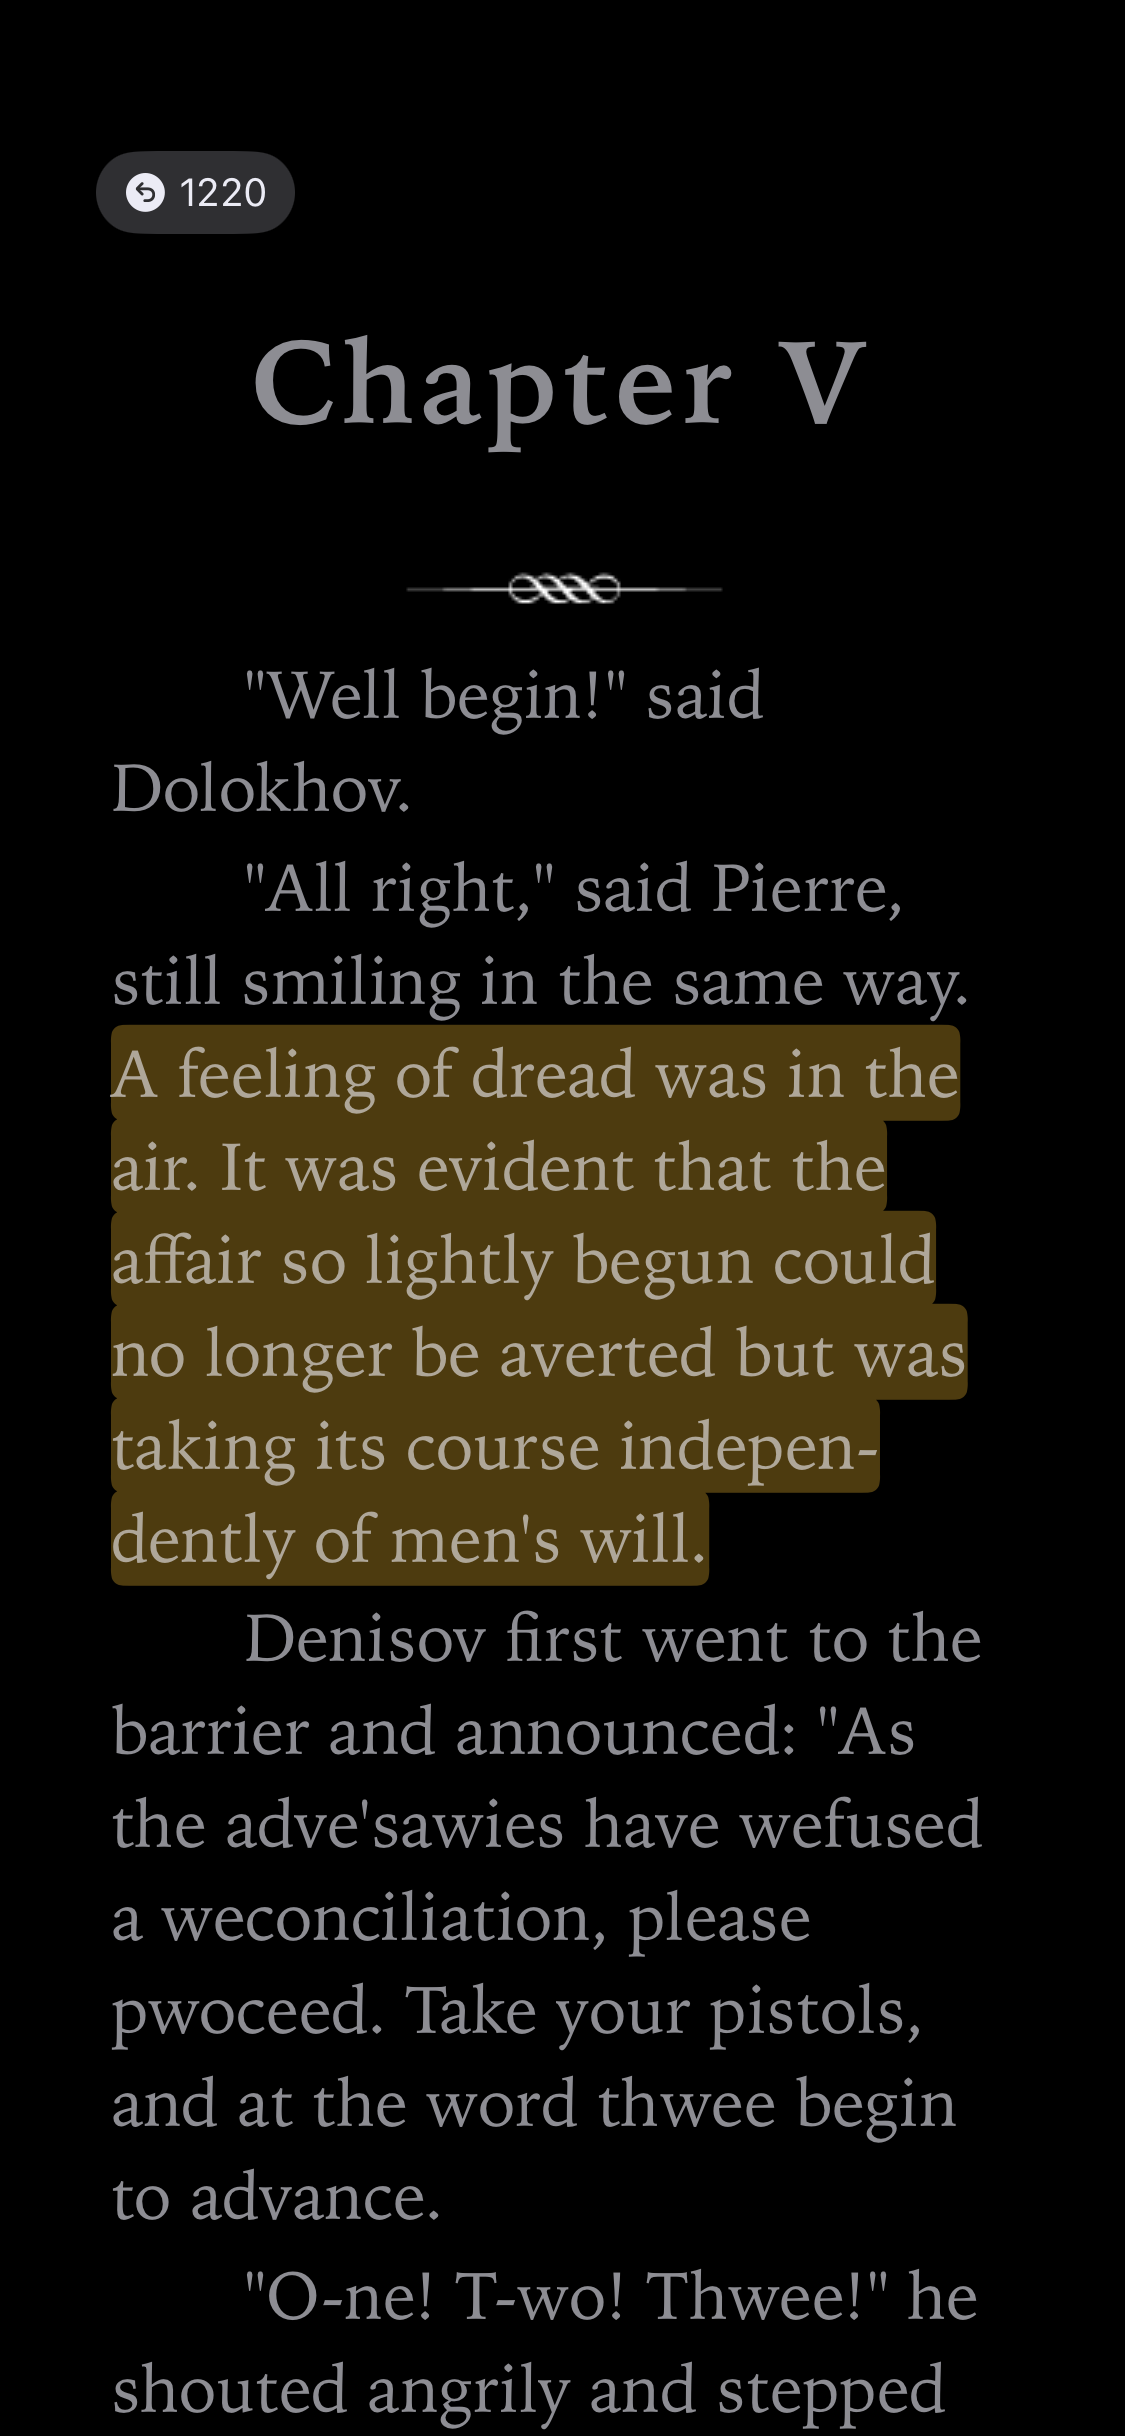 1220
Chapter V
"Well begin!" said
Dolokhov.
"All right," said Pierre,
still smiling in the same way.
A feeling of dread was in the
air. It was evident that the
affair so lightly begun could
no longer be averted but was
taking its course indepen-
dently of men's will.
Denisov first went to the
barrier and announced: "As
the adve'sawies have wefused
a weconciliation, please
pwoceed. Take your pistols,
and at the word thwee begin
to advance.
"O-ne! T-wo! Thwee!" he
shouted angrily and stepped